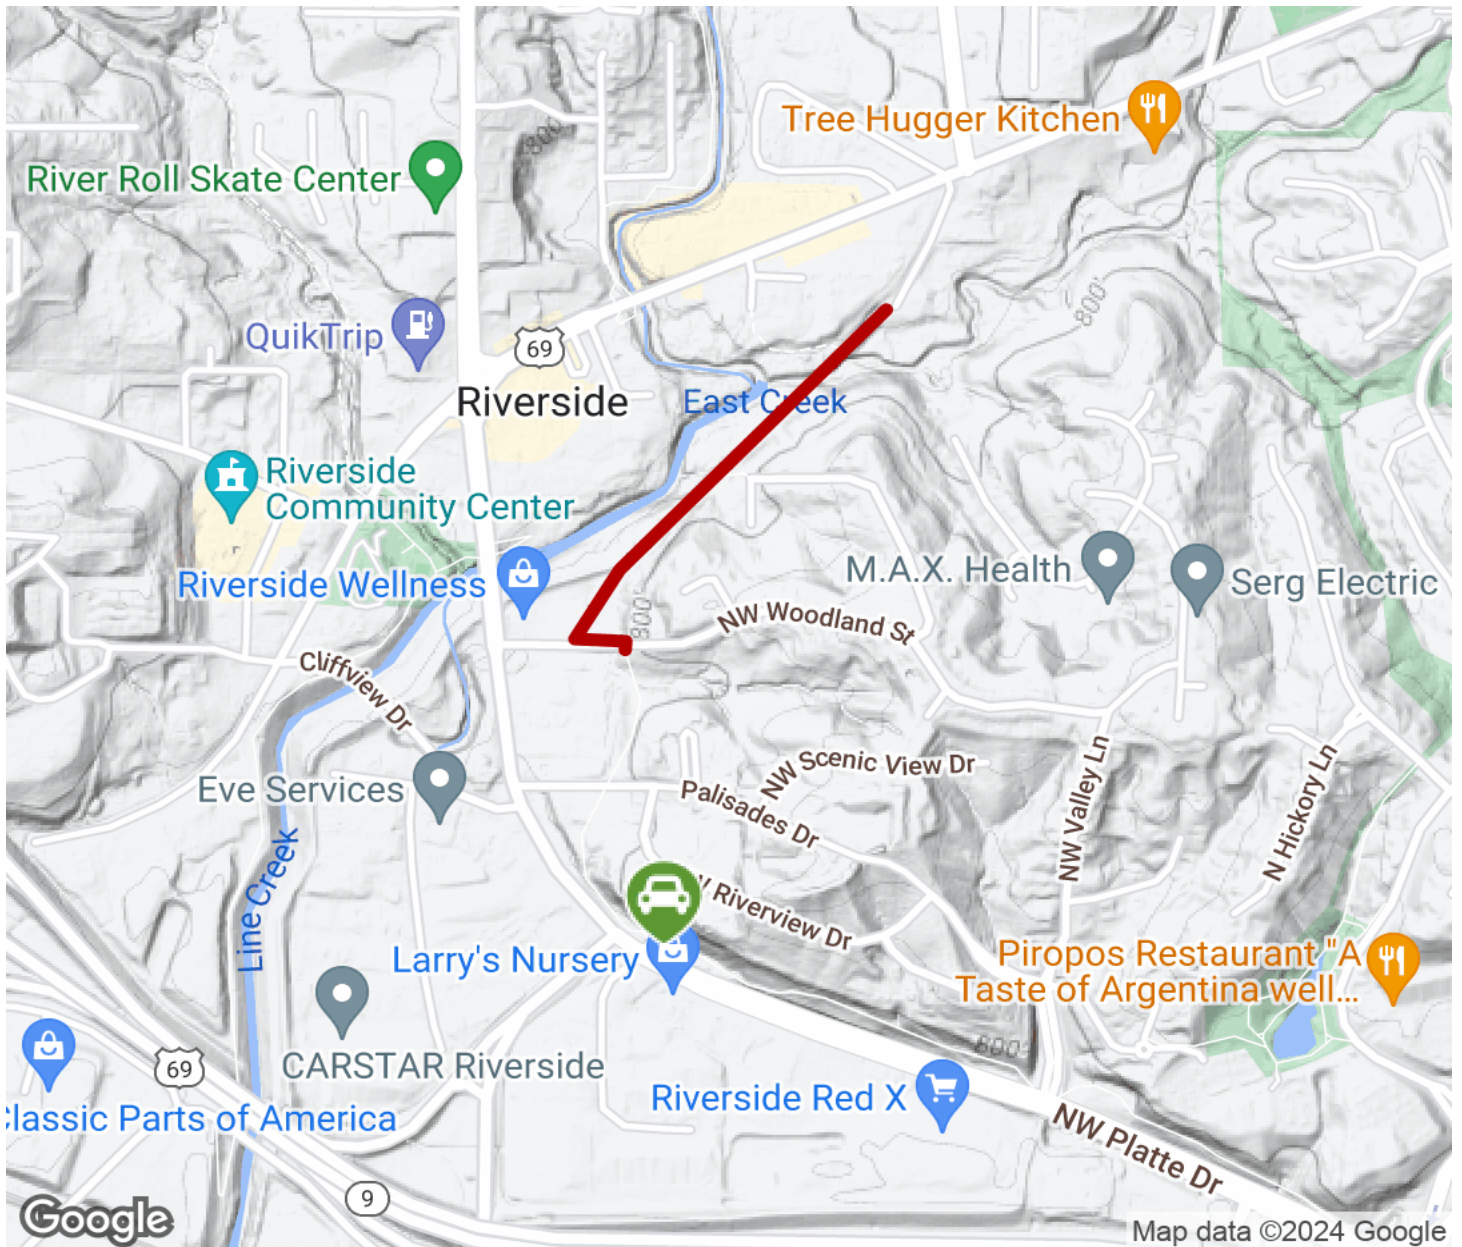 800'
Tree Hugger Kitchen
River Roll Skate Center
800'
QuikTrip
69
Riverside
East Creek
Riverside
Community Center
M.A.X. Health
Serg Electric
Riverside Wellness
800'
NW Woodland St
Cliffview Dr
NW Scenic View Dr
Eve Services
Palisades Dr
NW Valley Ln
N Hickory Ln
Line Creek
Riverview Dr
Larry's Nursery
Piropos Restaurant "A
Taste of Argentina well...
800'
69
CARSTAR Riverside
Riverside Red X
Classic Parts of America
NW Platte Dr
9
Google
Map data ©2024 Google